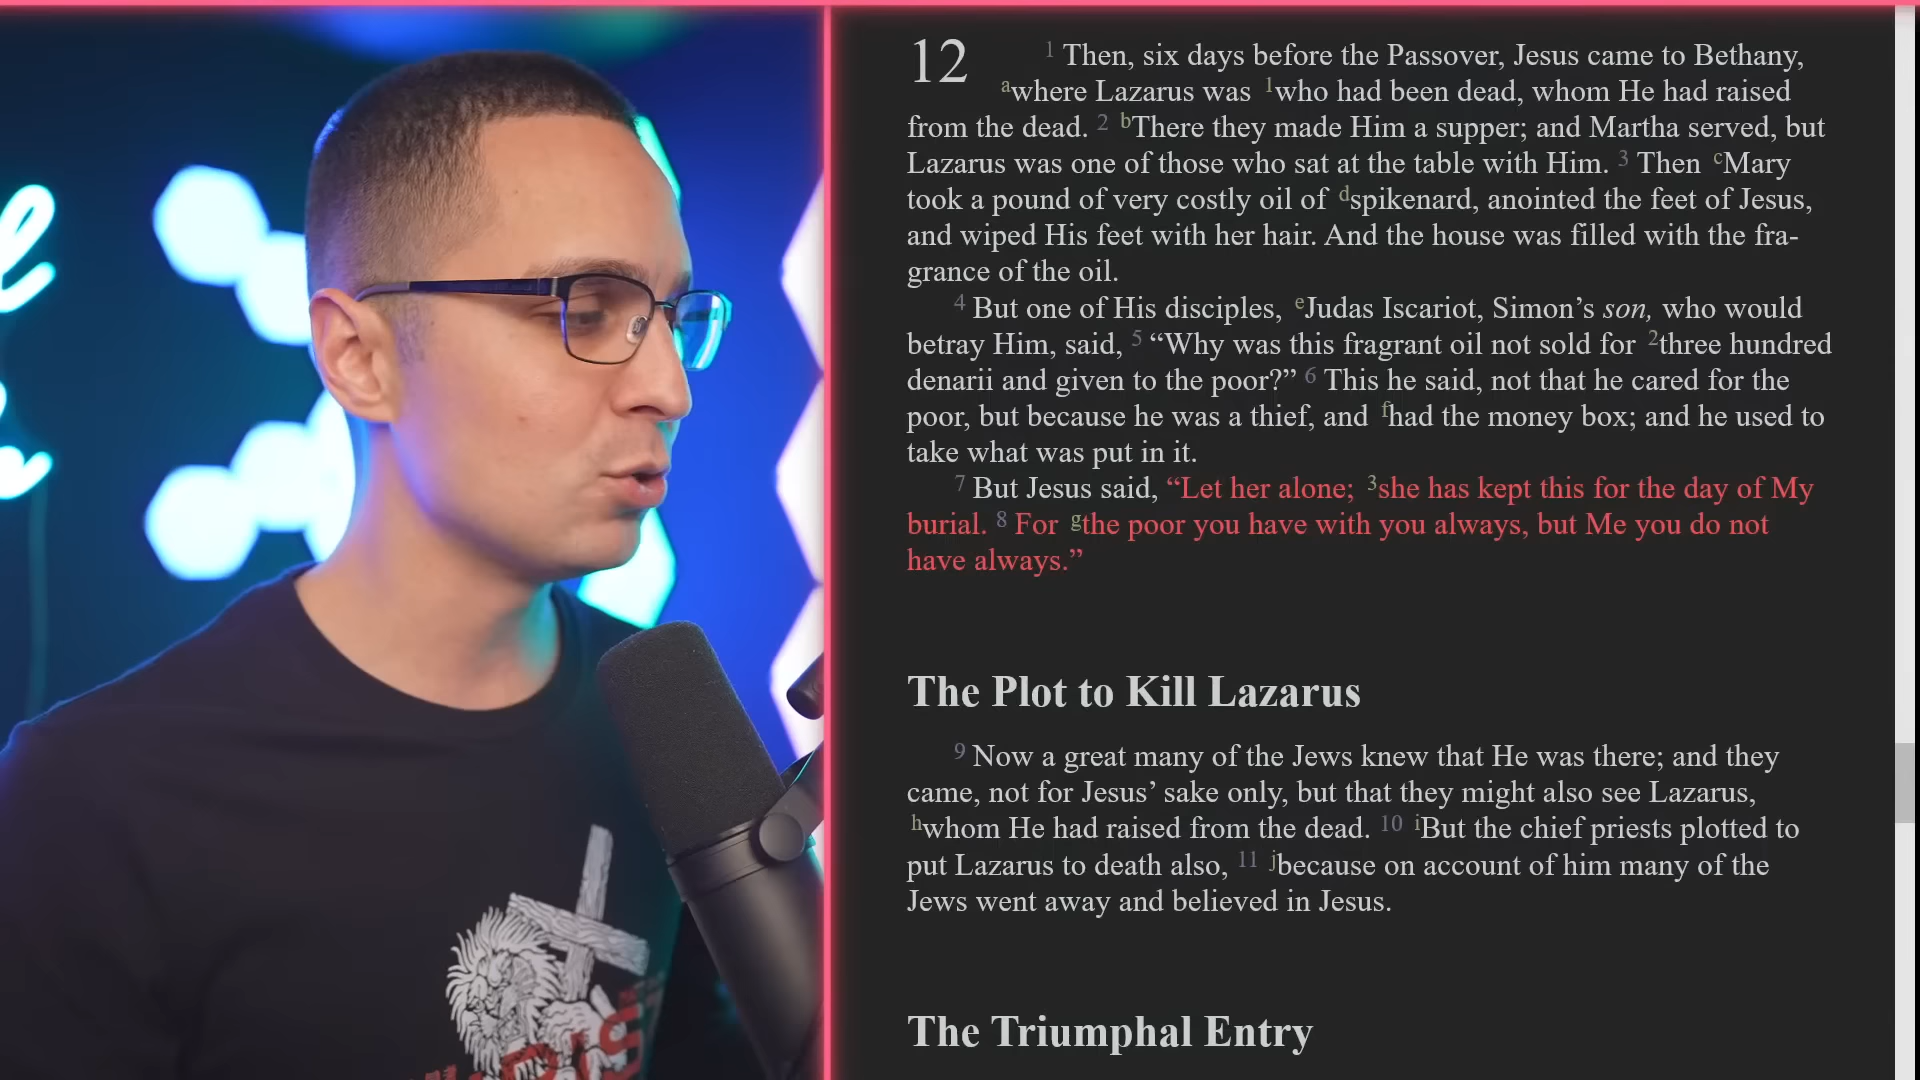 12 1 Then, six days before the Passover, Jesus came to Bethany,
awhere Lazarus was 1who had been dead, whom He had raised
from the dead. 2 bThere they made Him a supper; and Martha served, but
Lazarus was one of those who sat at the table with Him. 3 Then cMary
took a pound of very costly oil of dspikenard, anointed the feet of Jesus,
and wiped His feet with her hair. And the house was filled with the fra-
grance of the oil.
4 But one of His disciples, eJudas Iscariot, Simon’s son, who would
betray Him, said, 5 “Why was this fragrant oil not sold for 2three hundred
denarii and given to the poor?” 6 This he said, not that he cared for the
poor, but because he was a thief, and fhad the money box; and he used to
take what was put in it.
7 But Jesus said, “Let her alone; 3she has kept this for the day of My
burial. 8 For gthe poor you have with you always, but Me you do not
have always.”
The Plot to Kill Lazarus
9 Now a great many of the Jews knew that He was there; and they
came, not for Jesus’ sake only, but that they might also see Lazarus,
hwhom He had raised from the dead. 10 iBut the chief priests plotted to
put Lazarus to death also, 11 jbecause on account of him many of the
Jews went away and believed in Jesus.
The Triumphal Entry